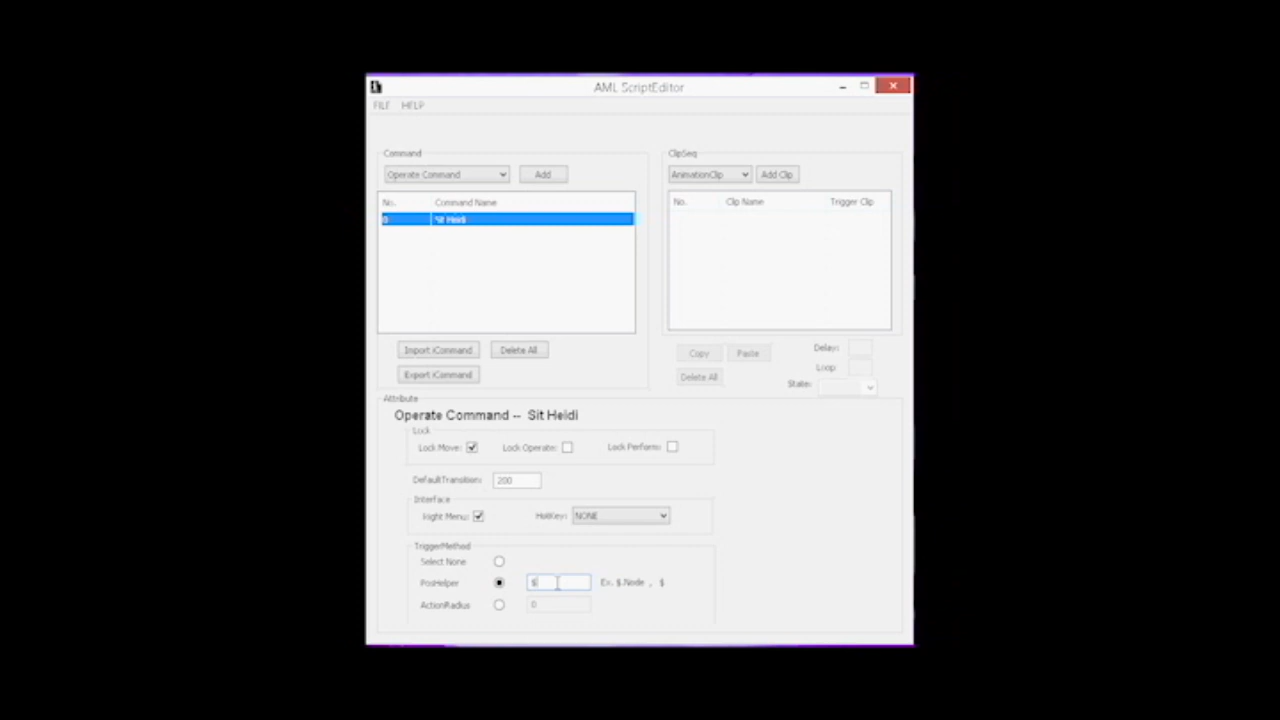 AML ScriptEditor
FILE HELP
Command
Operate Command Add
No. Command Name
0 Sit Heidi
Import iCommand Delete All
Export iCommand
ClipSeq
AnimationClip Add Clip
No. Clip Name Trigger Clip
Copy Paste
Delete All
Delay:
Loop:
State:
Attribute
Operate Command -- Sit Heidi
Lock
Lock Move: Lock Operate: Lock Perform:
DefaultTransition: 200
Interface
Right Menu: HotKey: NONE
TriggerMethod
Select None
PosHelper $ Ex. $.Node , $
ActionRadius 0